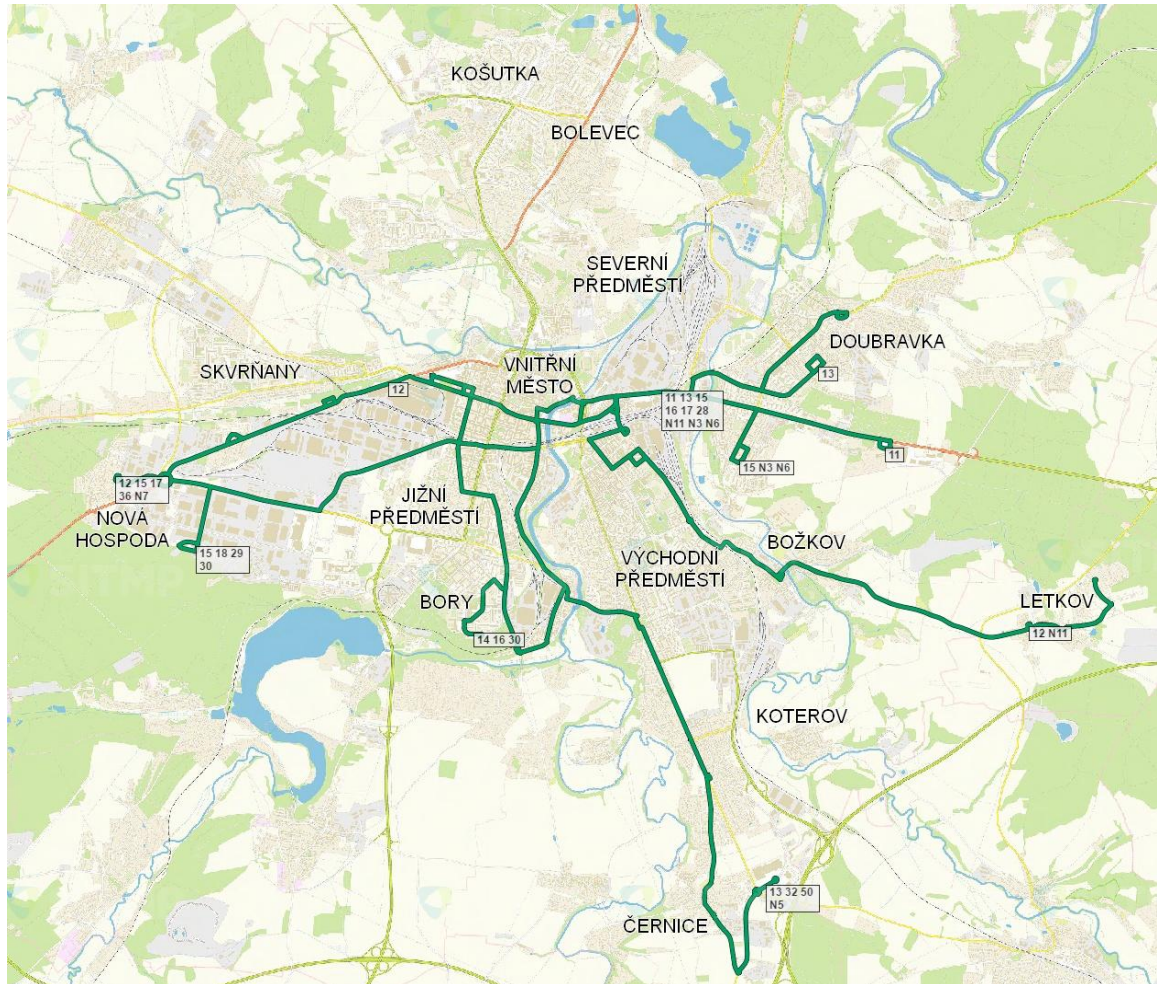 KOŠUTKA
BOLEVEC
SEVERNÍ
PŘEDMĚSTÍ
DOUBRAVKA
VNITŘNÍ
MĚSTO
SKVRŇANY
13
12
11 13 15
16 17 28
N11 N3 N6
11
15 N3 N6
12 15 17
36 N7
JIŽNÍ
PŘEDMĚSTÍ
NOVÁ
HOSPODA
15 18 29
30
VÝCHODNÍ
PŘEDMĚSTÍ
BOŽKOV
BORY
LETKOV
14 16 30
12 N11
KOTEROV
13 32 50
N5
ČERNICE